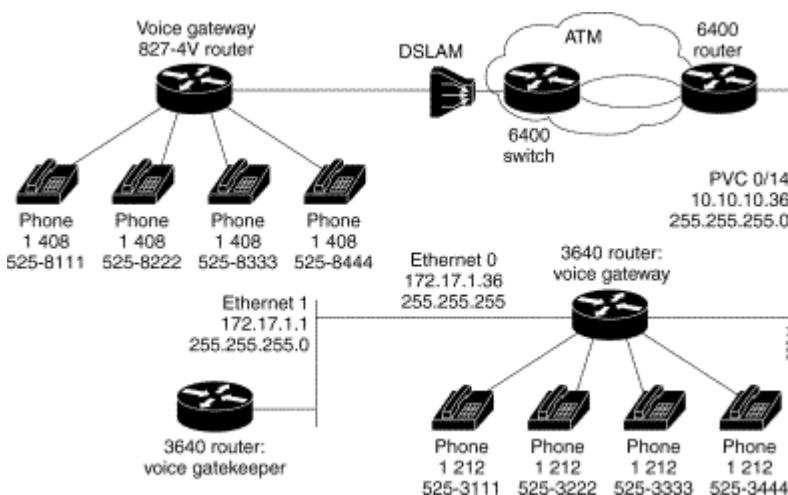 Voice gateway
827-4V router
DSLAM
ATM
6400
router
6400
switch
Phone
1 408
525-8111
Phone
1 408
525-8222
Phone
1 408
525-8333
Phone
1 408
525-8444
PVC 0/14
10.10.10.36
255.255.255.0
Ethernet 0
172.17.1.36
255.255.255
3640 router:
voice gateway
Ethernet 1
172.17.1.1
255.255.255.0
3640 router:
voice gatekeeper
Phone
1 212
525-3111
Phone
1 212
525-3222
Phone
1 212
525-3333
Phone
1 212
525-3444